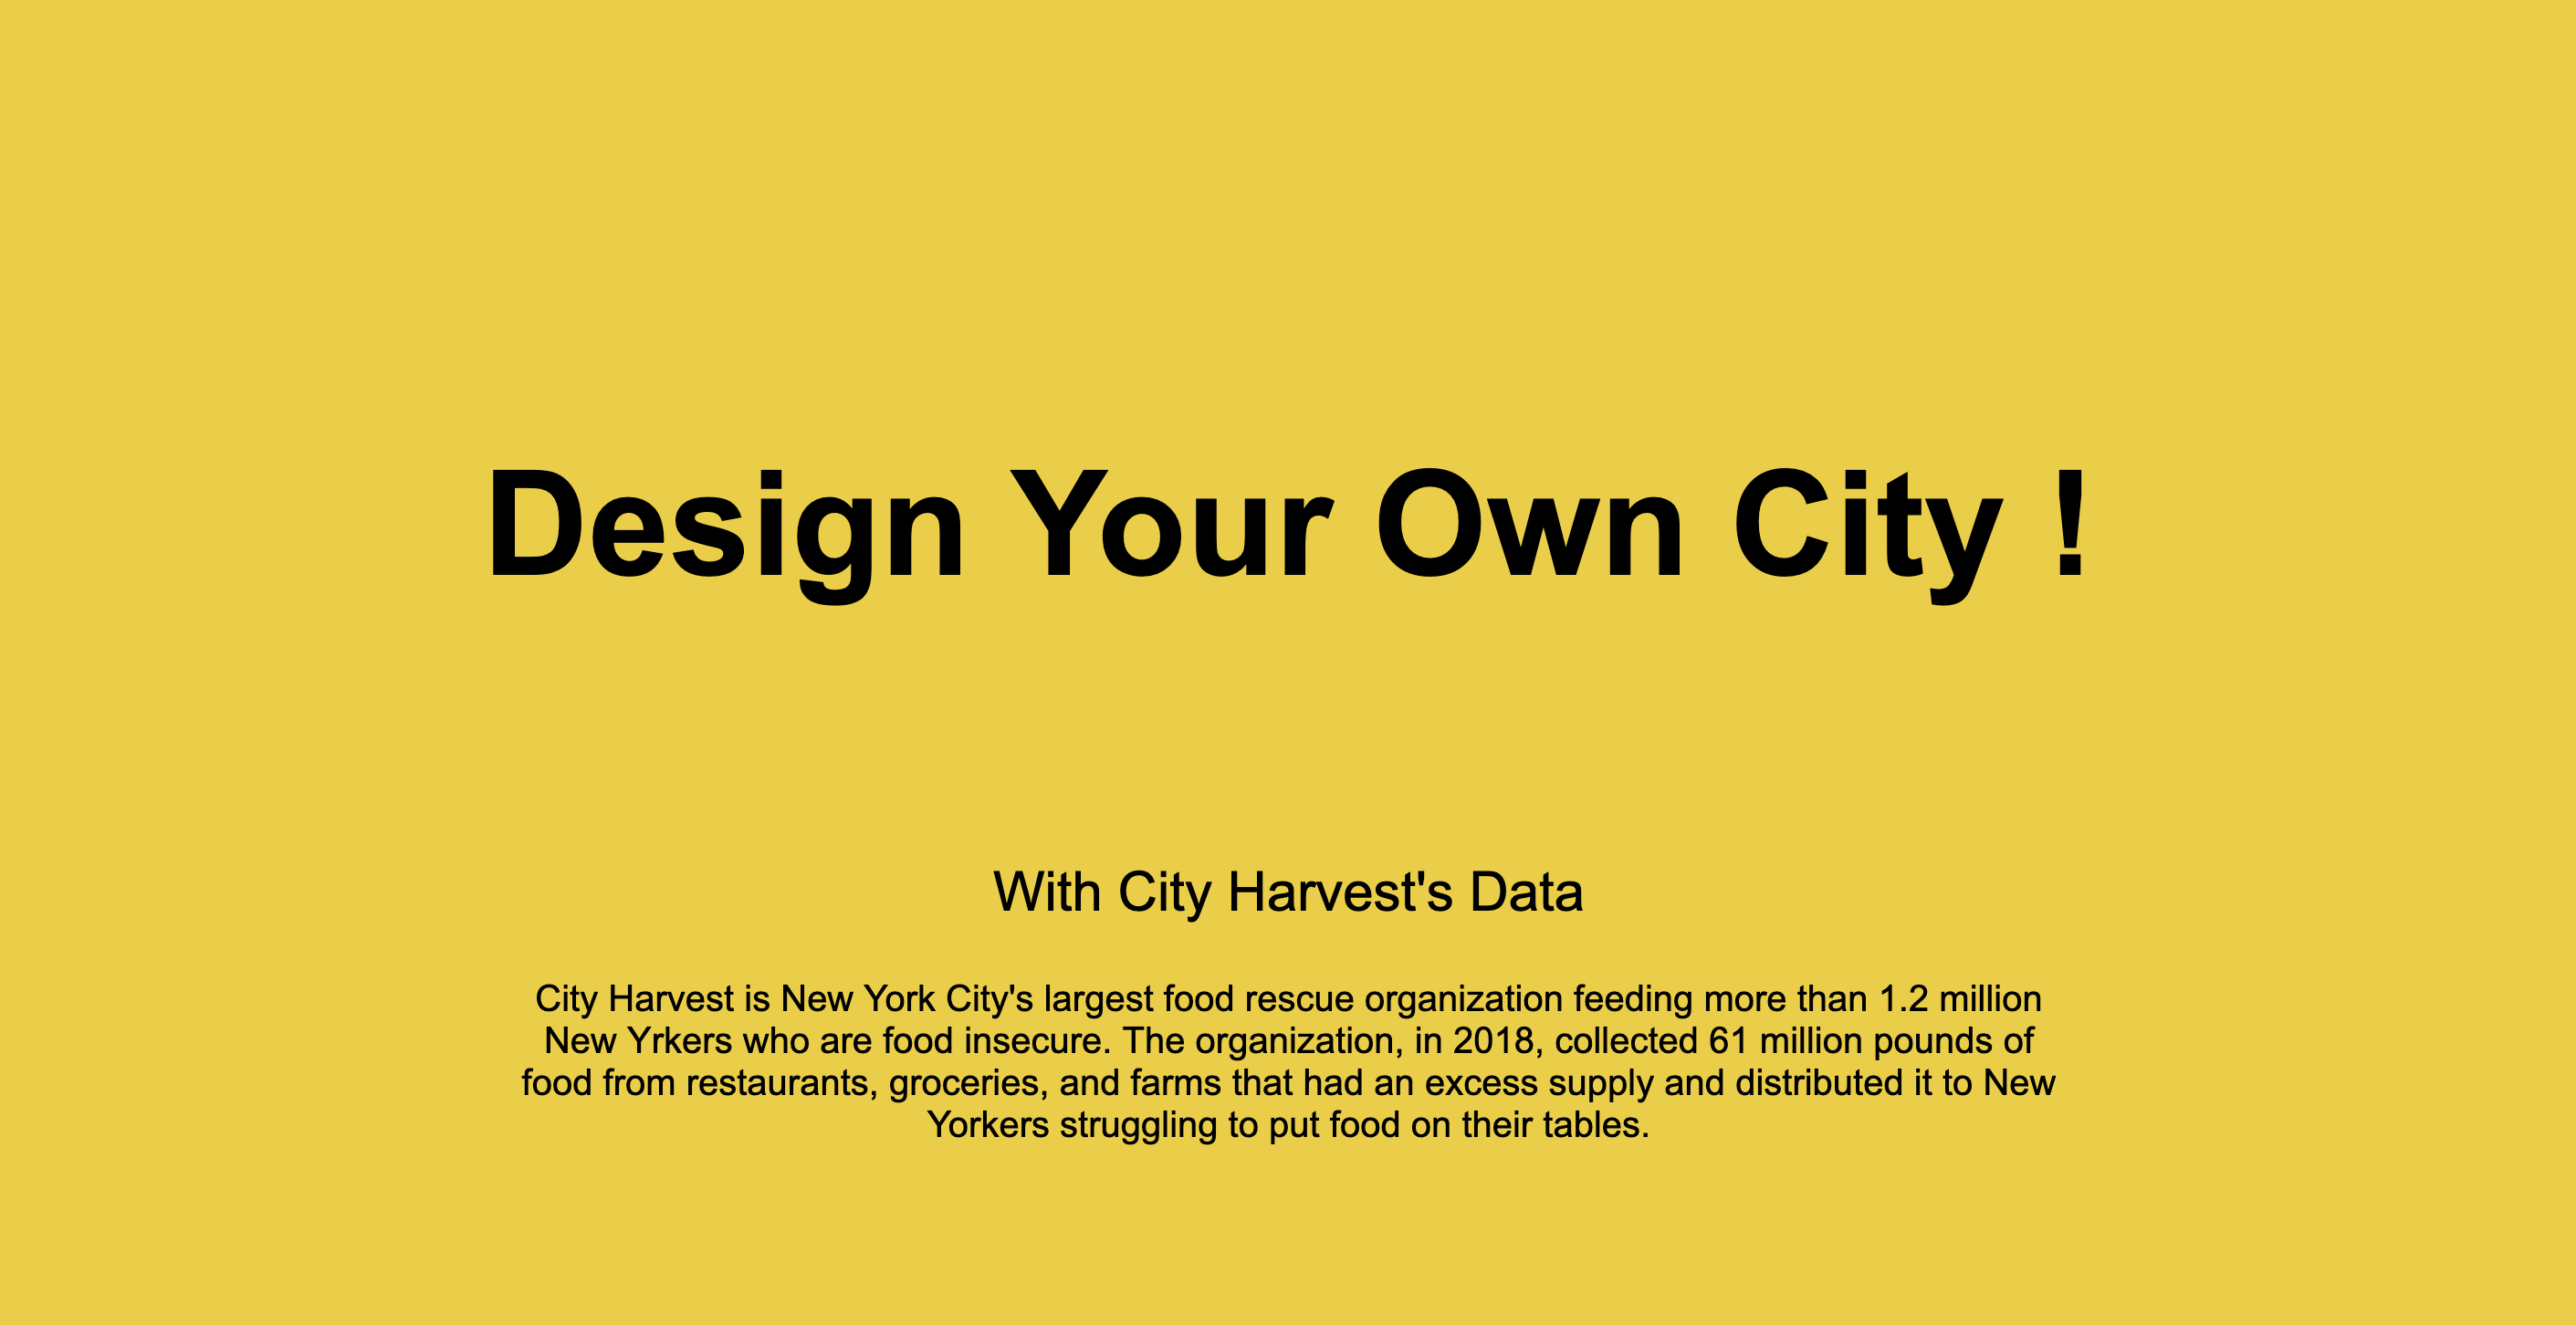 Design Your Own City !
With City Harvest's Data
City Harvest is New York City's largest food rescue organization feeding more than 1.2 million
New Yrkers who are food insecure. The organization, in 2018, collected 61 million pounds of
food from restaurants, groceries, and farms that had an excess supply and distributed it to New
Yorkers struggling to put food on their tables.